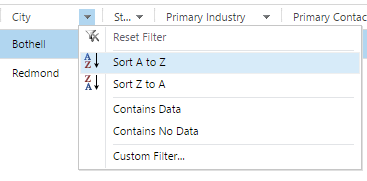 City St... Primary Industry Primary Contac
Bothell
Redmond
Reset Filter
Sort A to Z
Sort Z to A
Contains Data
Contains No Data
Custom Filter...